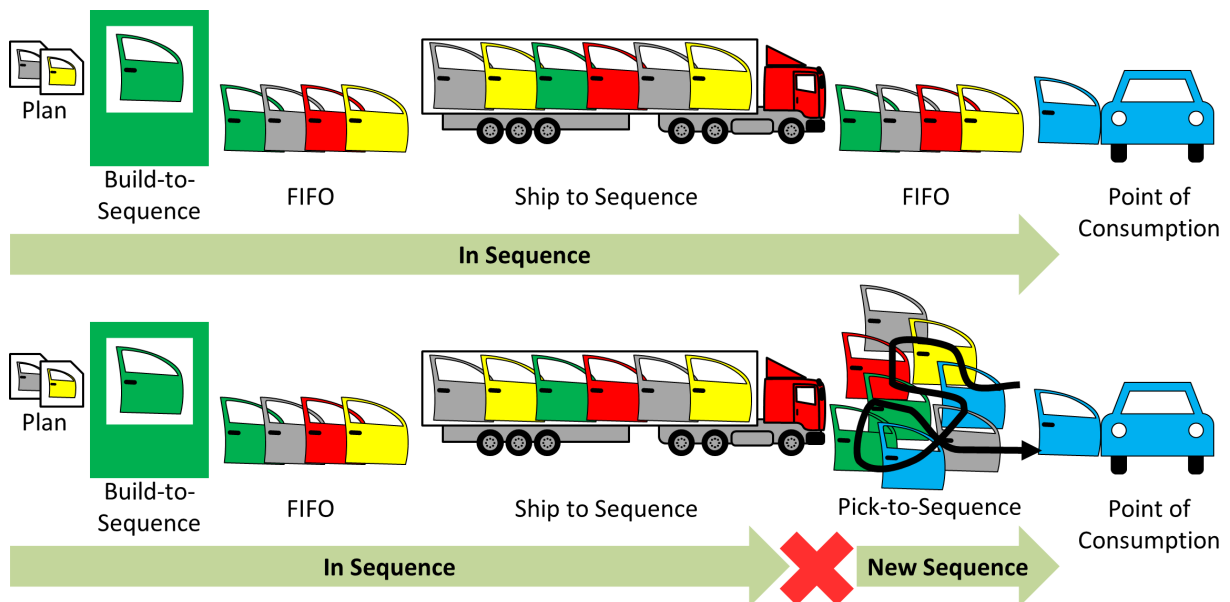 Plan
Build-to-
Sequence
FIFO
Ship to Sequence
FIFO
Point of
Consumption
In Sequence
Plan
Build-to-
Sequence
FIFO
Ship to Sequence
Pick-to-Sequence
Point of
Consumption
In Sequence
New Sequence